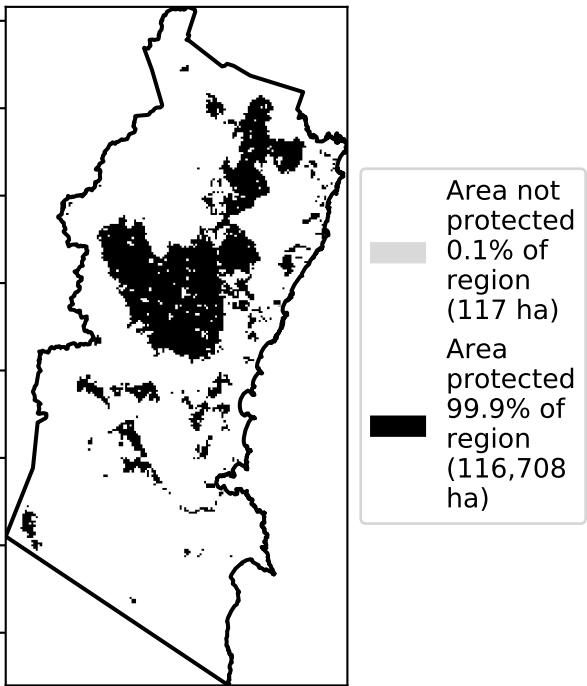 Area not
protected
0.1% of
region
(117 ha)
Area
protected
99.9% of
region
(116,708
ha)